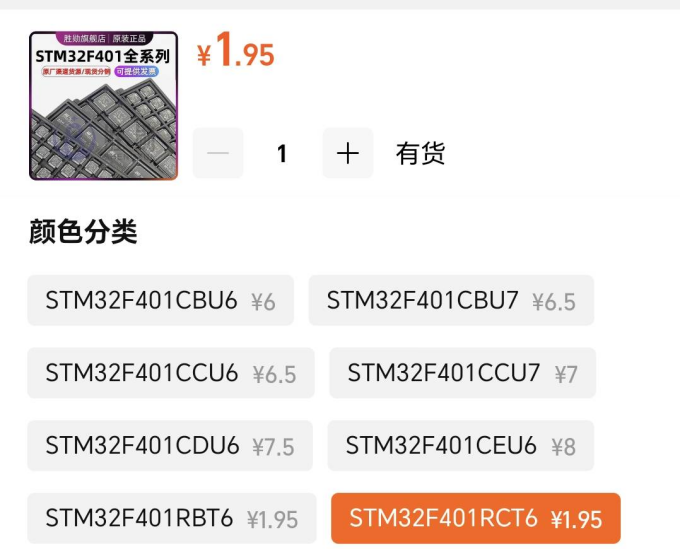 胜勋旗舰店 | 原装正品
STM32F401全系列
原厂渠道货源/现货分销 可提供发票
¥1.95
1 有货
颜色分类
STM32F401CBU6 ¥6 STM32F401CBU7 ¥6.5
STM32F401CCU6 ¥6.5 STM32F401CCU7 ¥7
STM32F401CDU6 ¥7.5 STM32F401CEU6 ¥8
STM32F401RBT6 ¥1.95 STM32F401RCT6 ¥1.95